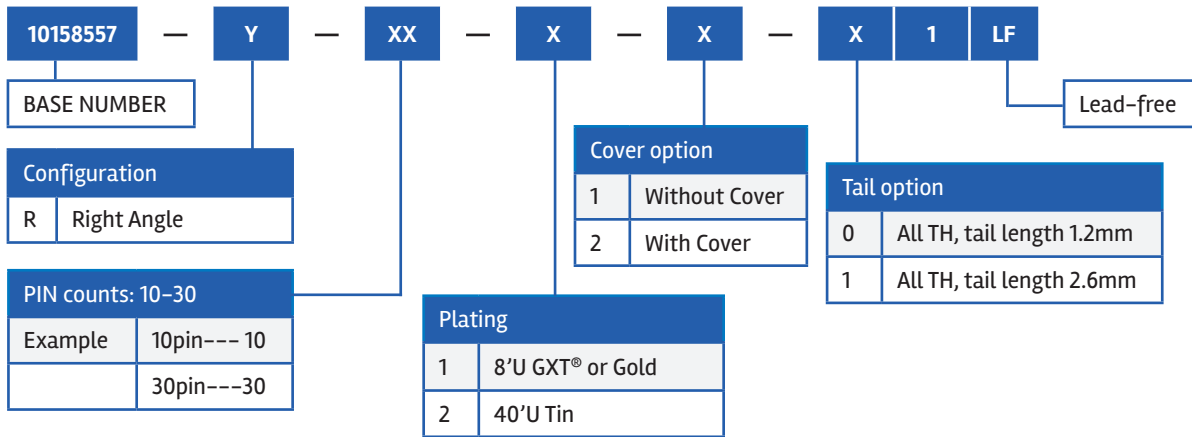 10158557 — Y — XX — X — X — X 1 LF
BASE NUMBER
Lead-free
Configuration
R Right Angle
PIN counts: 10-30
Example 10pin--- 10
30pin---30
Plating
1 8'U GXT® or Gold
2 40'U Tin
Cover option
1 Without Cover
2 With Cover
Tail option
0 All TH, tail length 1.2mm
1 All TH, tail length 2.6mm